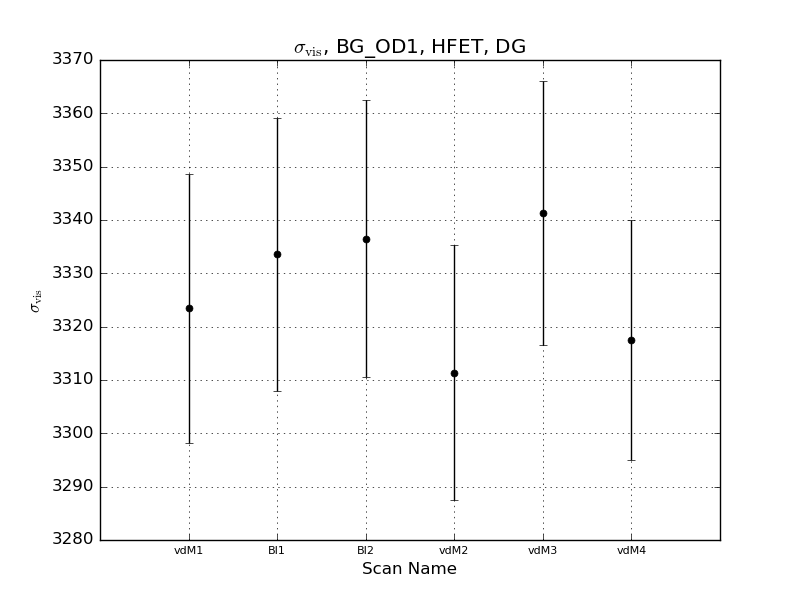 σvis, BG_OD1, HFET, DG
3370
3360
3350
3340
3330
3320
3310
3300
3290
3280
σvis
vdM1 BI1 BI2 vdM2 vdM3 vdM4
Scan Name